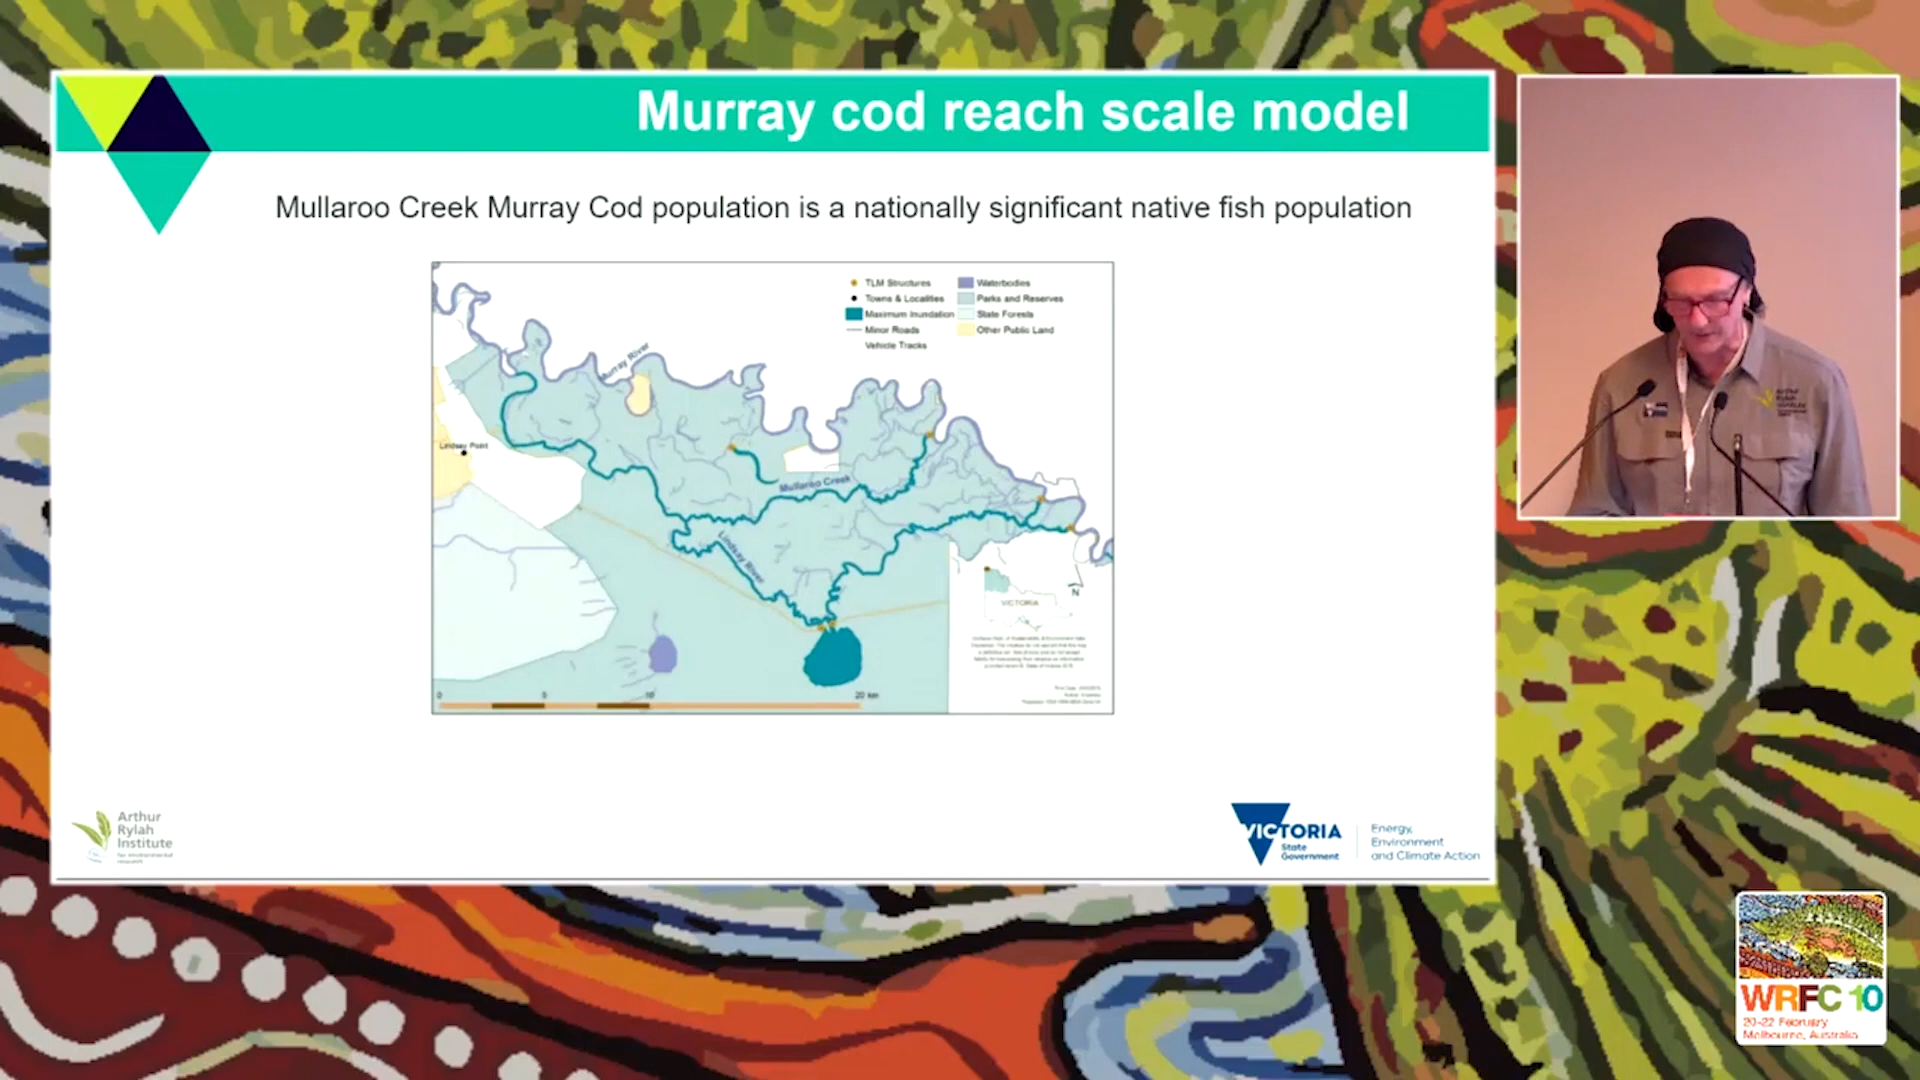 Murray cod reach scale model
Mullaroo Creek Murray Cod population is a nationally significant native fish population
TLM Structures
Towns & Localities
Maximum Inundation
Minor Roads
Vehicle Tracks
Waterbodies
Parks and Reserves
State Forests
Other Public Land
Murray River
Lindsay Point
Mullaroo Creek
Lindsay River
N
VICTORIA
0 5 10 20 km
Arthur
Rylah
Institute
for environmental
research
VICTORIA
State
Government
Energy,
Environment
and Climate Action
WRFC 10
20-22 February
Melbourne, Australia